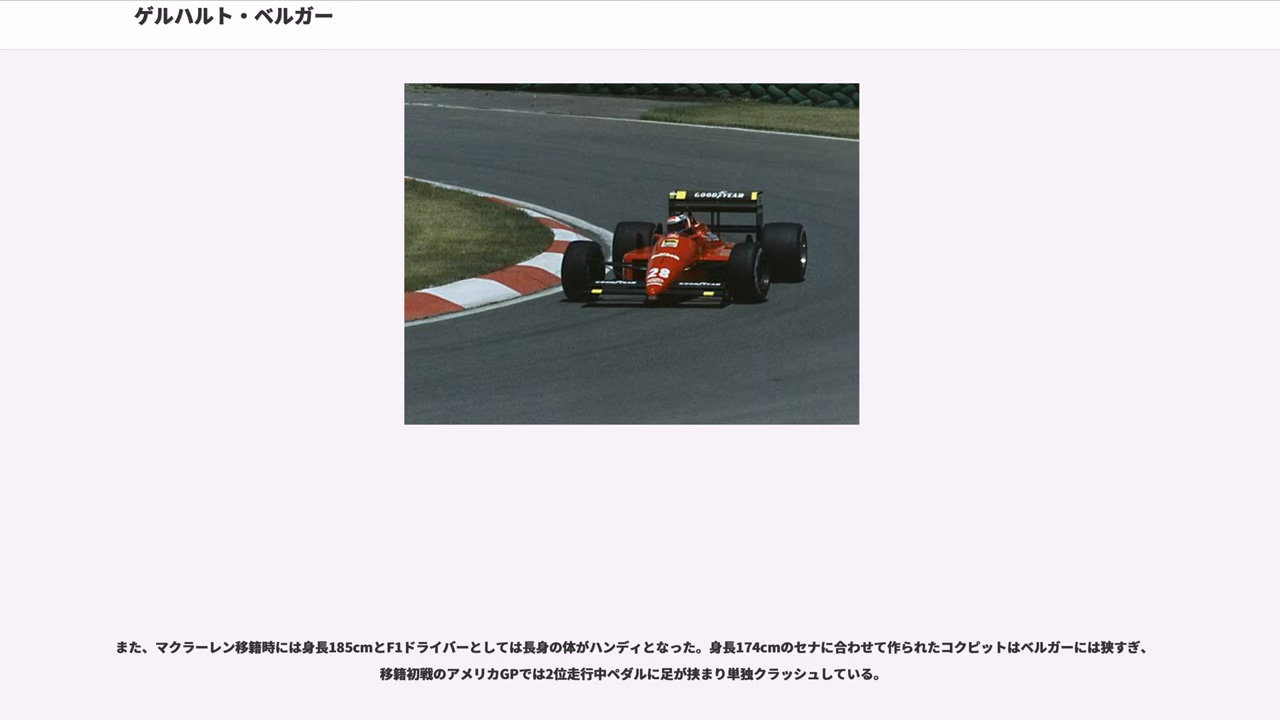 ゲルハルト・ベルガー
GOODYEAR
28
GOODYEAR
GOODYEAR
また、マクラーレン移籍時には身長185cmとF1ドライバーとしては長身の体がハンディとなった。身長174cmのセナに合わせて作られたコクピットはベルガーには狭すぎ、
移籍初戦のアメリカGPでは2位走行中ペダルに足が挟まり単独クラッシュしている。